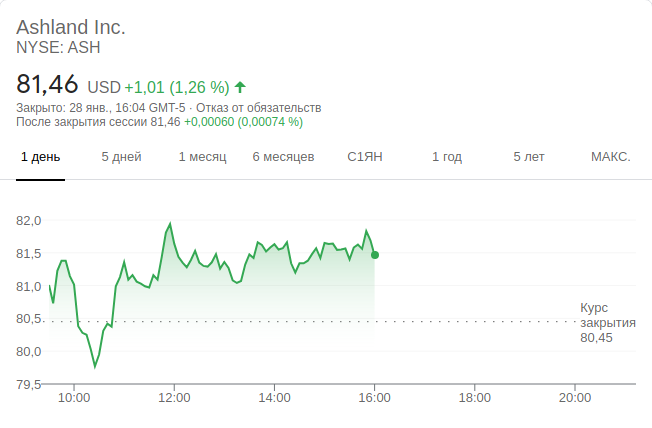 Ashland Inc.
NYSE: ASH
81,46 USD +1,01 (1,26 %)
Закрыто: 28 янв., 16:04 GMT-5 · Отказ от обязательств
После закрытия сессии 81,46 +0,00060 (0,00074 %)
1 день 5 дней 1 месяц 6 месяцев С1ЯН 1 год 5 лет МАКС.
82,0
81,5
81,0
80,5
80,0
79,5
Курс
закрытия
80,45
10:00 12:00 14:00 16:00 18:00 20:00